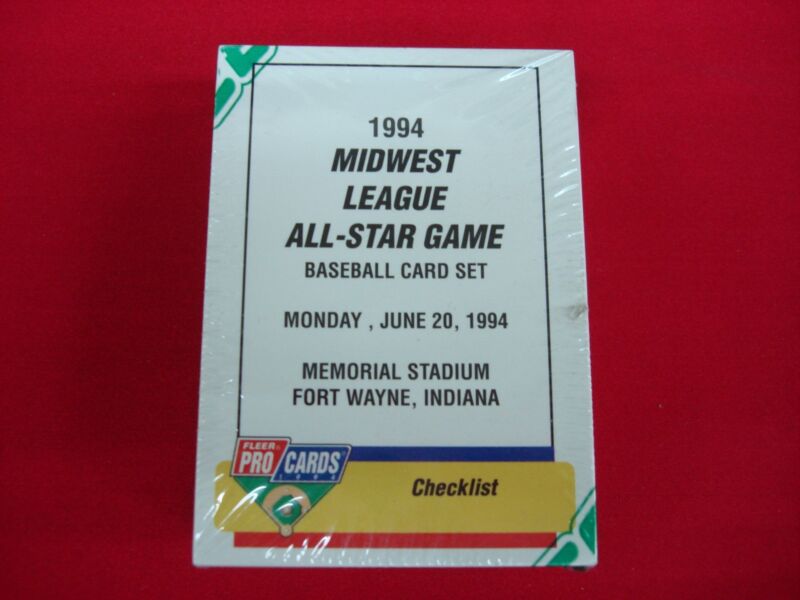 1994
MIDWEST
LEAGUE
ALL-STAR GAME
BASEBALL CARD SET
MONDAY , JUNE 20, 1994
MEMORIAL STADIUM
FORT WAYNE, INDIANA
FLEER
PRO CARDS
1994
Checklist